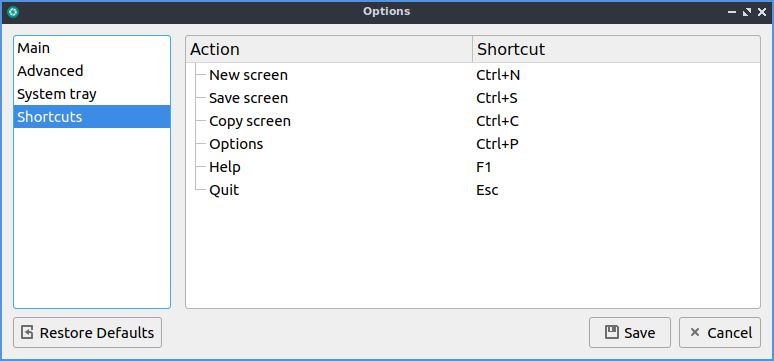 Options
Main
Advanced
System tray
Shortcuts
Action Shortcut
New screen Ctrl+N
Save screen Ctrl+S
Copy screen Ctrl+C
Options Ctrl+P
Help F1
Quit Esc
Restore Defaults Save Cancel